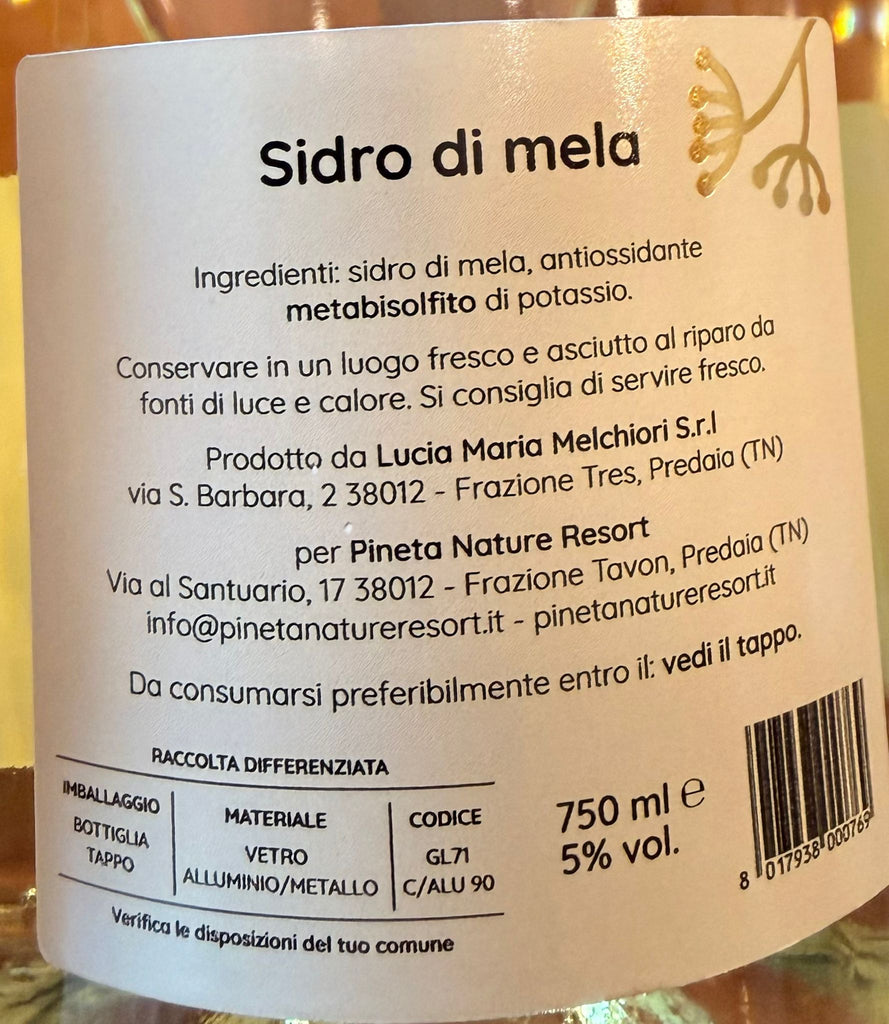 Sidro di mela
Ingredienti: sidro di mela, antiossidante
metabisolfito di potassio.
Conservare in un luogo fresco e asciutto al riparo da
fonti di luce e calore. Si consiglia di servire fresco.
Prodotto da Lucia Maria Melchiori S.r.l
via S. Barbara, 2 38012 - Frazione Tres, Predaia (TN)
per Pineta Nature Resort
Via al Santuario, 17 38012 - Frazione Tavon, Predaia (TN)
info@pinetanatureresort.it - pinetanatureresort.it
Da consumarsi preferibilmente entro il: vedi il tappo.
RACCOLTA DIFFERENZIATA
IMBALLAGGIO MATERIALE CODICE
BOTTIGLIA VETRO GL71
TAPPO ALLUMINIO/METALLO C/ALU 90
Verifica le disposizioni del tuo comune
750 ml e
5% vol.
8 017938 000769